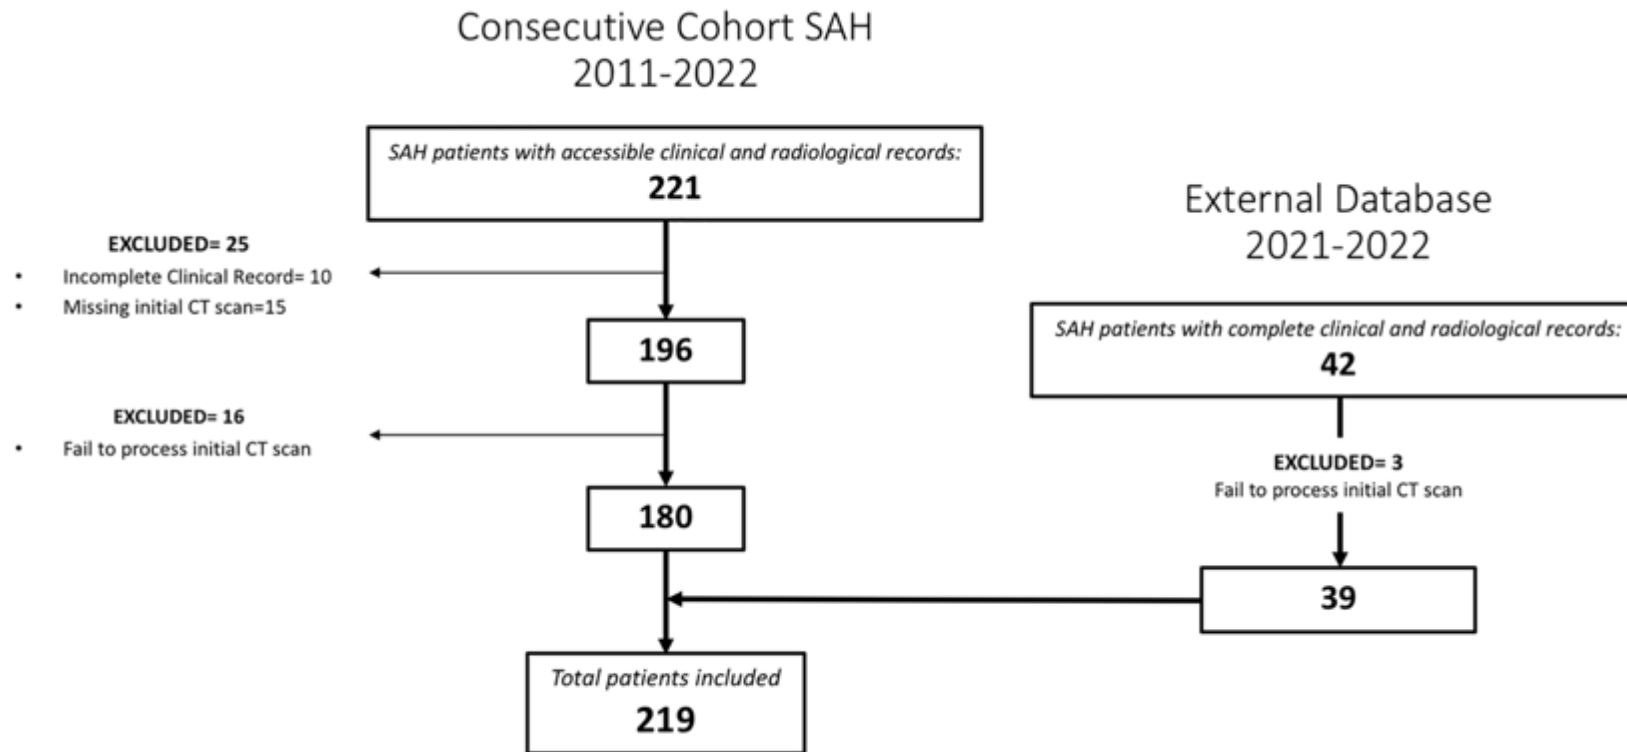 Consecutive Cohort SAH
2011-2022
SAH patients with accessible clinical and radiological records:
221
EXCLUDED= 25
• Incomplete Clinical Record= 10
• Missing initial CT scan=15
196
EXCLUDED= 16
• Fail to process initial CT scan
180
External Database
2021-2022
SAH patients with complete clinical and radiological records:
42
EXCLUDED= 3
Fail to process initial CT scan
39
Total patients included
219